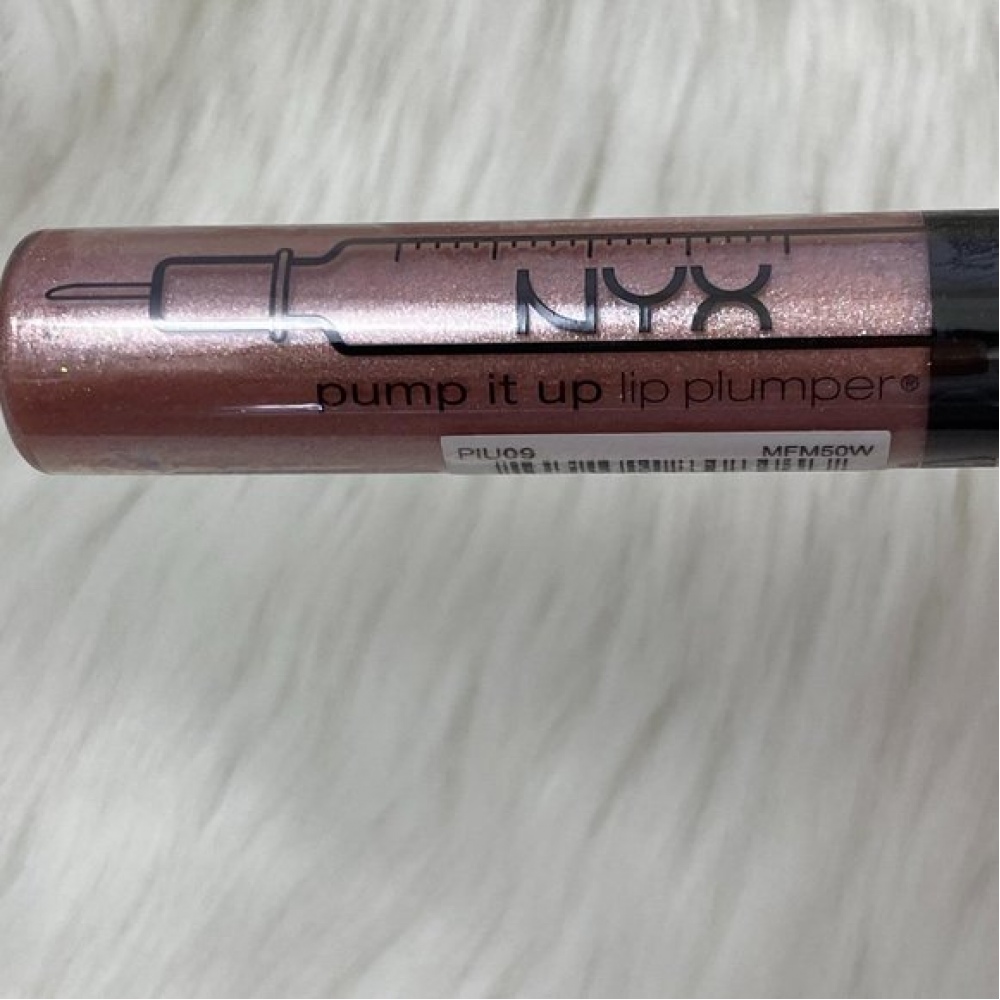 NYX
pump it up lip plumper®
PIU09 MFM50W